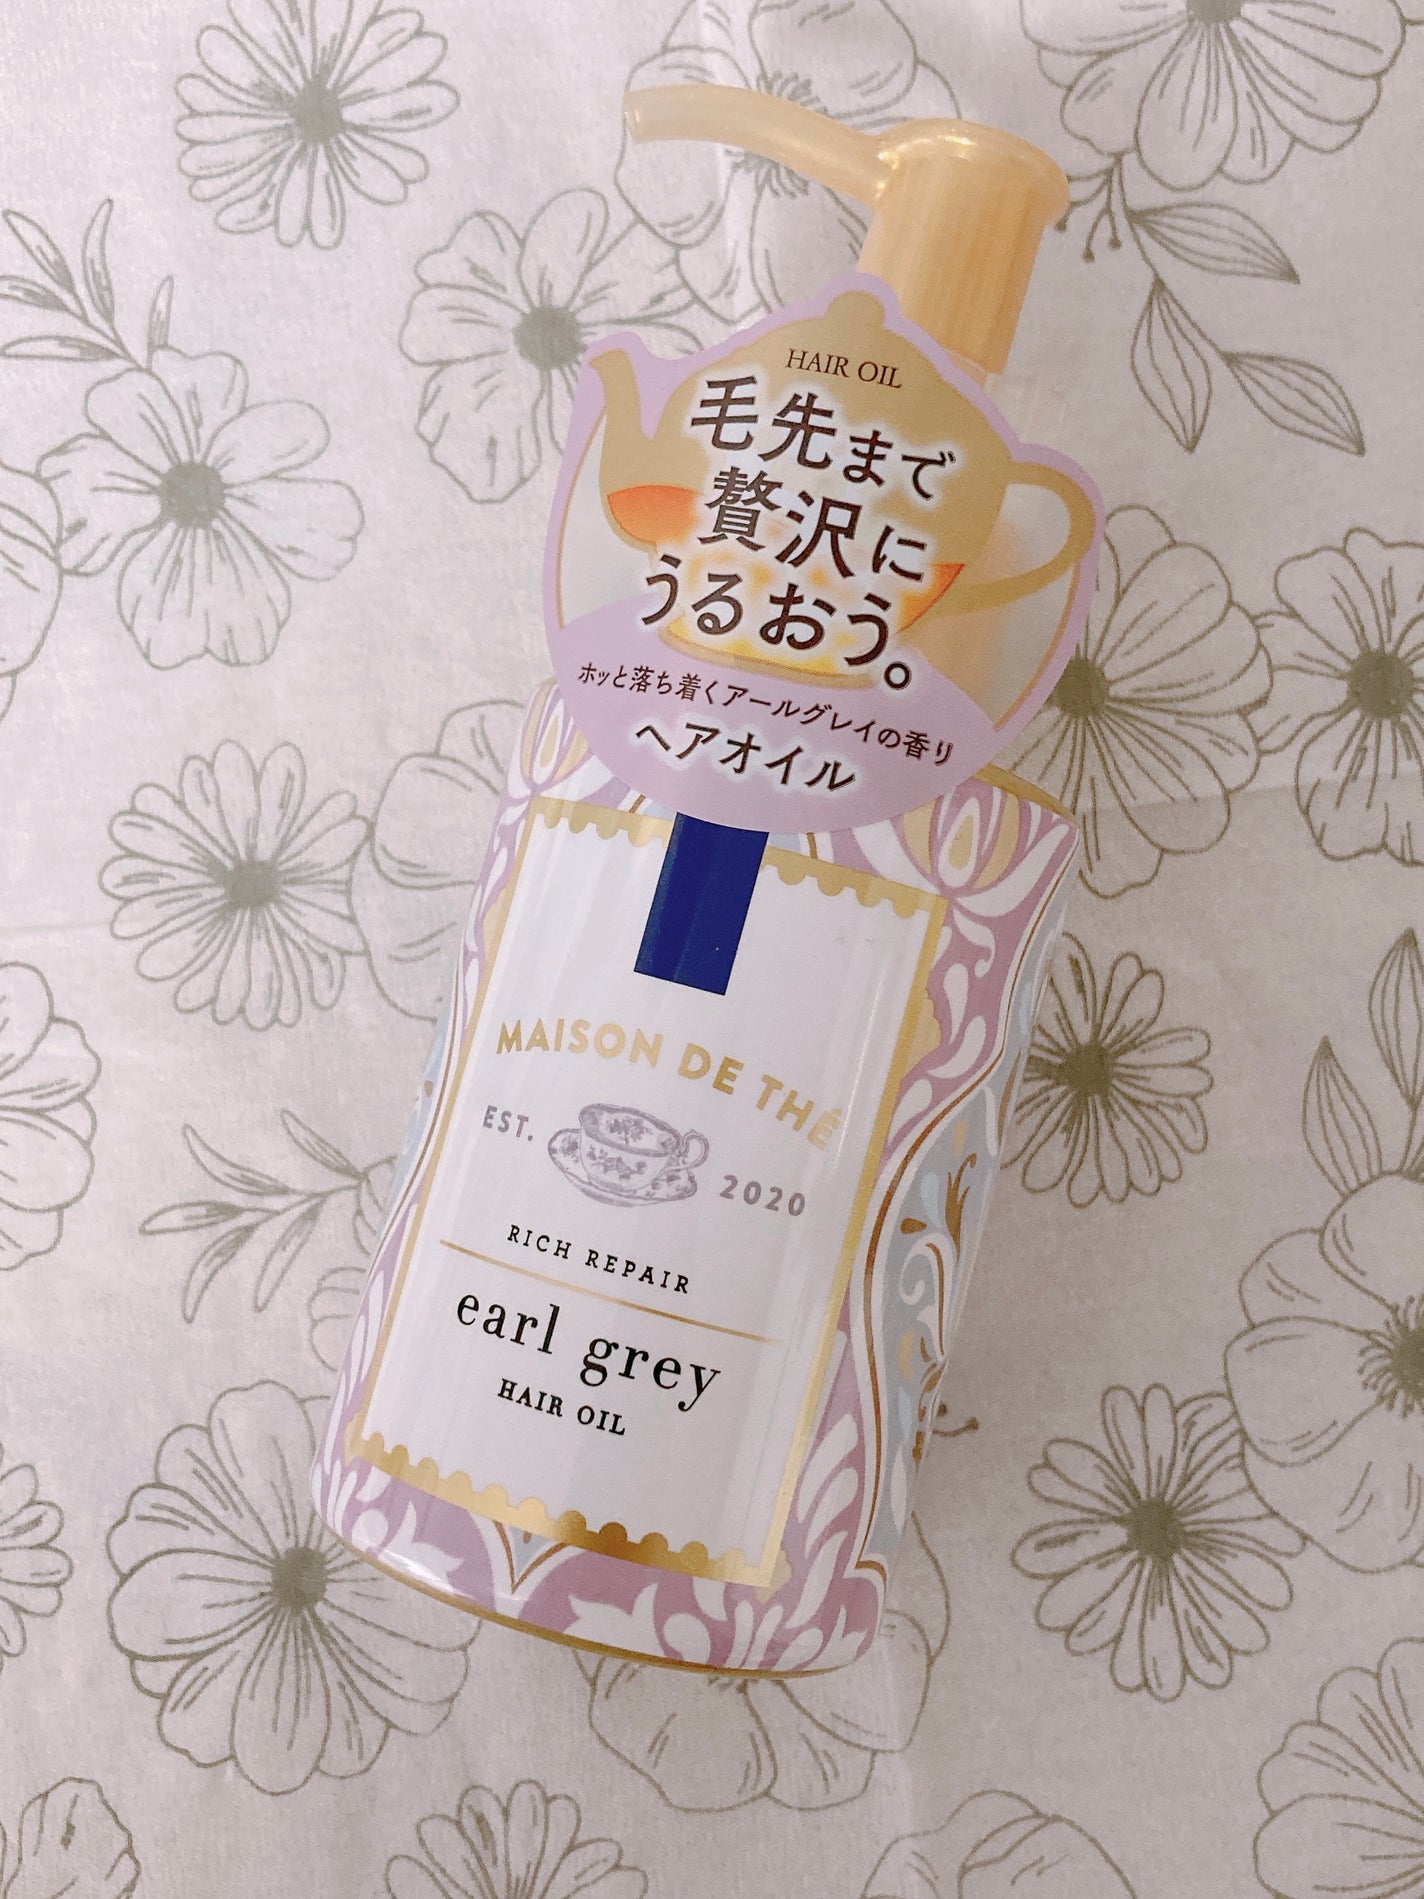 HAIR OIL
毛先まで
贅沢に
うるおう。
ホッと落ち着くアールグレイの香り
ヘアオイル
MAISON DE THÉ
EST. 2020
RICH REPAIR
earl grey
HAIR OIL